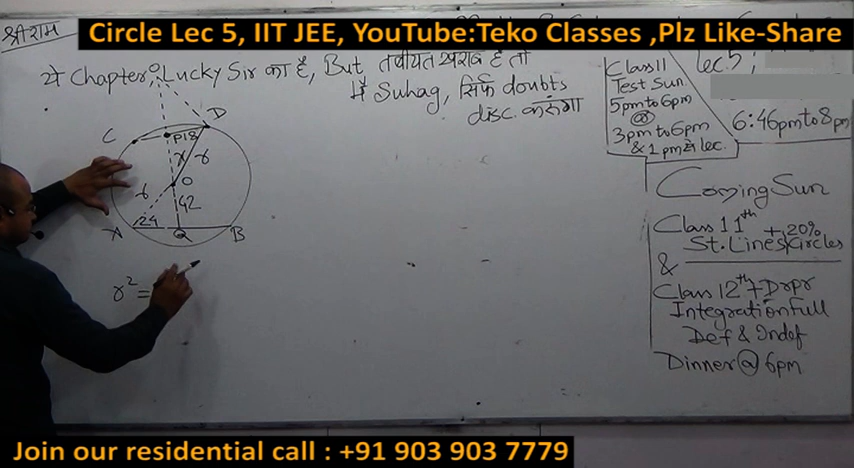 श्रीराम
Circle Lec 5, IIT JEE, YouTube:Teko Classes ,Plz Like-Share
ये Chapter, Lucky Sir का है, But तबीयत खराब है तो
मैं Suhag, सिर्फ doubts
disc. करूंगा
Class 11
Test Sun.
5pm to 6pm
@
3pm to 6pm
& 1 pm से lec.
Lec 5,
6:46pm to 8pm
Coming Sun
Class 11th +20%
St. Lines/Circles
&
Class 12th + Drpr
Integration Full
Def & Indef
Dinner @ 6pm
C
D
P 18
x
r
O
r
42
24
A
Q
B
r² =
Join our residential call : +91 903 903 7779